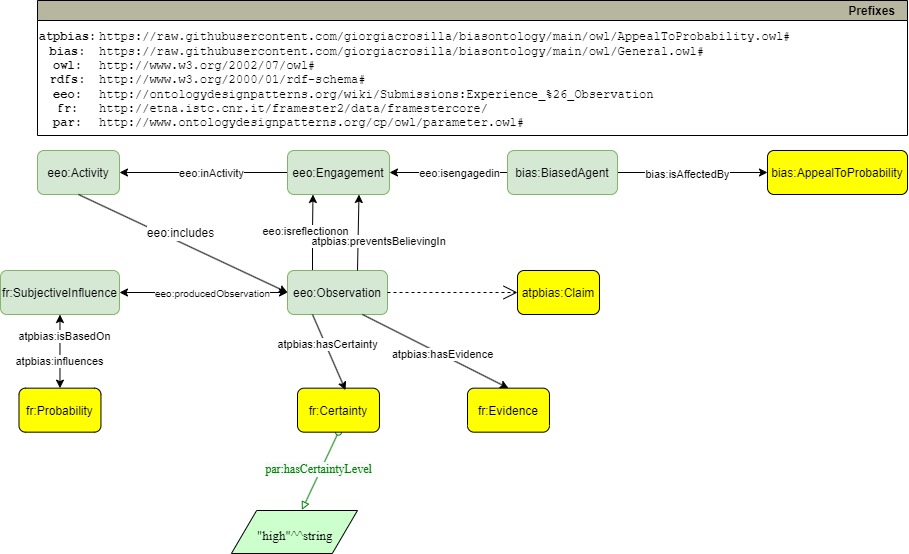 Prefixes
atpbias: https://raw.githubusercontent.com/giorgiacrosilla/biasontology/main/owl/AppealToProbability.owl#
bias: https://raw.githubusercontent.com/giorgiacrosilla/biasontology/main/owl/General.owl#
owl: http://www.w3.org/2002/07/owl#
rdfs: http://www.w3.org/2000/01/rdf-schema#
eeo: https://ontologydesignpatterns.org/wiki/Submissions:Experience_%26_Observation
fr: http://etna.istc.cnr.it/framester2/data/framestercore/
par: http://www.ontologydesignpatterns.org/cp/owl/parameter.owl#
eeo:Activity
eeo:inActivity
eeo:Engagement
eeo:isengagedin
bias:BiasedAgent
bias:isAffectedBy
bias:AppealToProbability
eeo:includes
eeo:isreflectionon
atpbias:preventsBelievingIn
fr:SubjectiveInfluence
eeo:producedObservation
eeo:Observation
atpbias:Claim
atpbias:isBasedOn
atpbias:influences
atpbias:hasCertainty
atpbias:hasEvidence
fr:Probability
fr:Certainty
fr:Evidence
par:hasCertaintyLevel
"high"^^string